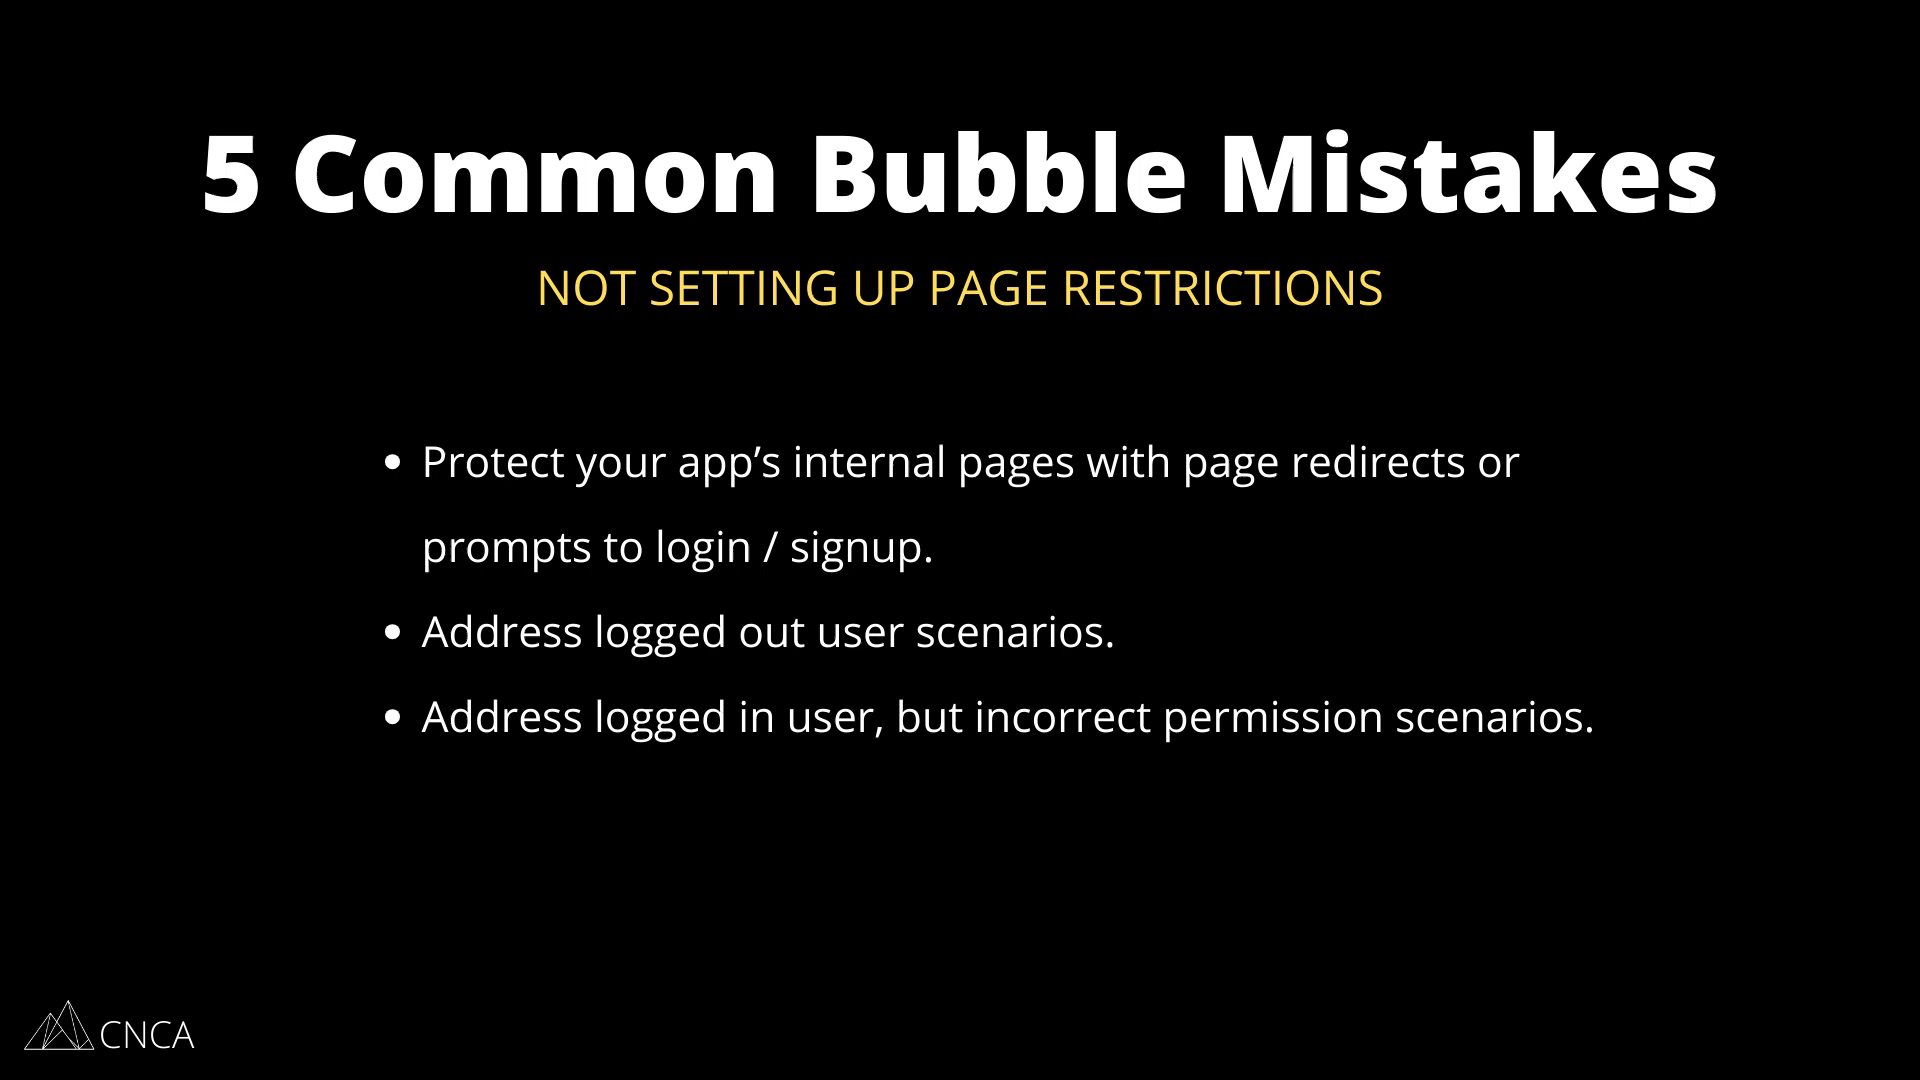 5 Common Bubble Mistakes
NOT SETTING UP PAGE RESTRICTIONS
• Protect your app’s internal pages with page redirects or
prompts to login / signup.
• Address logged out user scenarios.
• Address logged in user, but incorrect permission scenarios.
CNCA